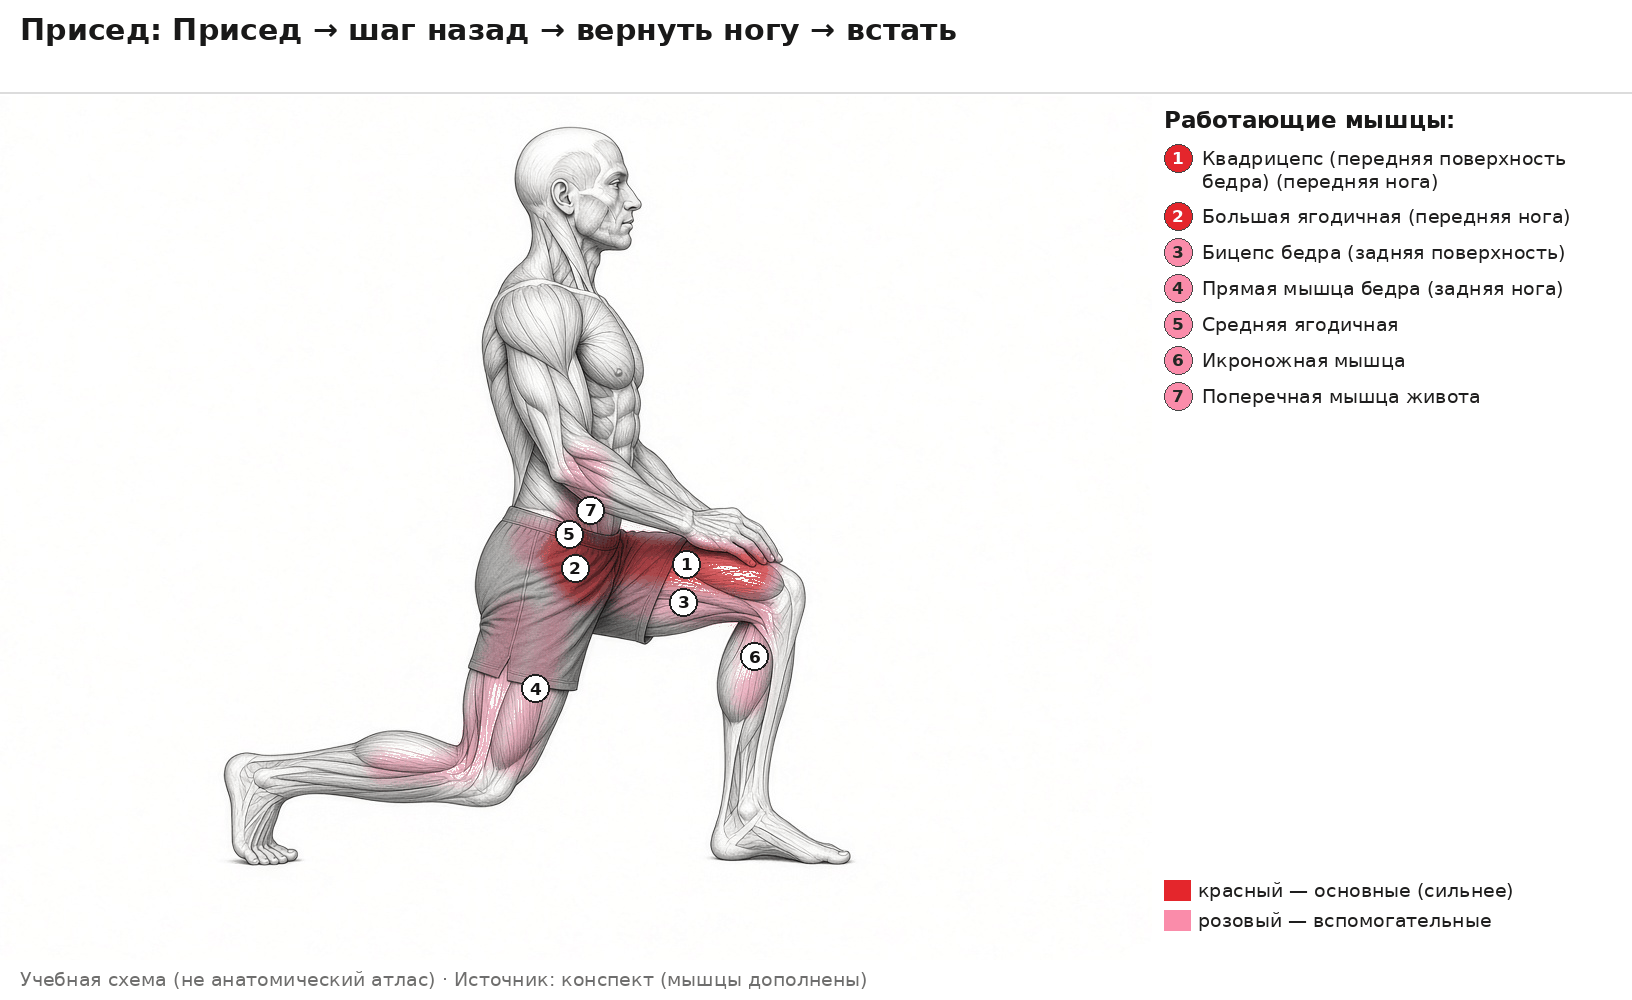 Присед: Присед → шаг назад → вернуть ногу → встать
Работающие мышцы:
1 Квадрицепс (передняя поверхность
бедра) (передняя нога)
2 Большая ягодичная (передняя нога)
3 Бицепс бедра (задняя поверхность)
4 Прямая мышца бедра (задняя нога)
5 Средняя ягодичная
6 Икроножная мышца
7 Поперечная мышца живота
7
5
2
1
3
6
4
красный — основные (сильнее)
розовый — вспомогательные
Учебная схема (не анатомический атлас) · Источник: конспект (мышцы дополнены)